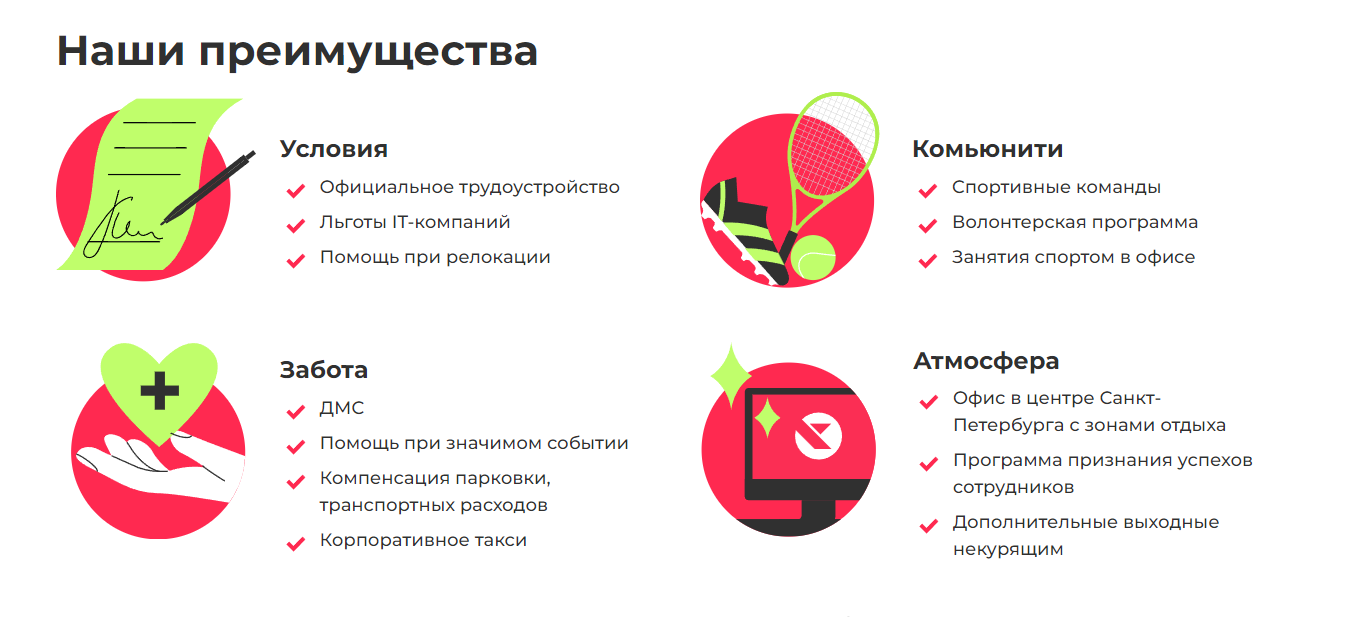 Наши преимущества
Условия
Официальное трудоустройство
Льготы IT-компаний
Помощь при релокации
Комьюнити
Спортивные команды
Волонтерская программа
Занятия спортом в офисе
Забота
ДМС
Помощь при значимом событии
Компенсация парковки,
транспортных расходов
Корпоративное такси
Атмосфера
Офис в центре Санкт-
Петербурга с зонами отдыха
Программа признания успехов
сотрудников
Дополнительные выходные
некурящим